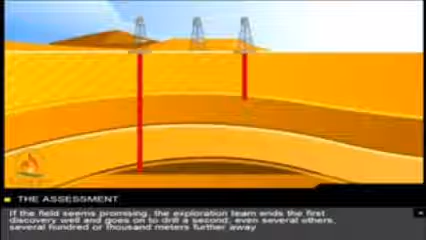 THE ASSESSMENT
If the field seems promising, the exploration team ends the first
discovery well and goes on to drill a second, even several others,
several hundred or thousand meters further away